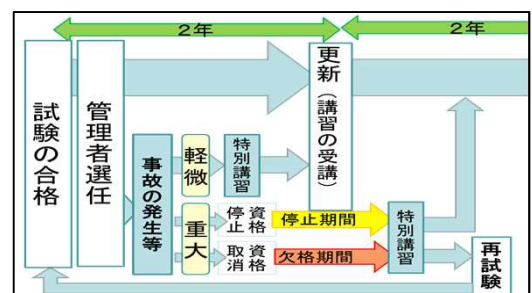 2年
2年
試験の合格
管理者選任
事故の発生等
軽微
特別講習
更新（講習の受講）
重大
資格停止
停止期間
資格取消
欠格期間
特別講習
再試験